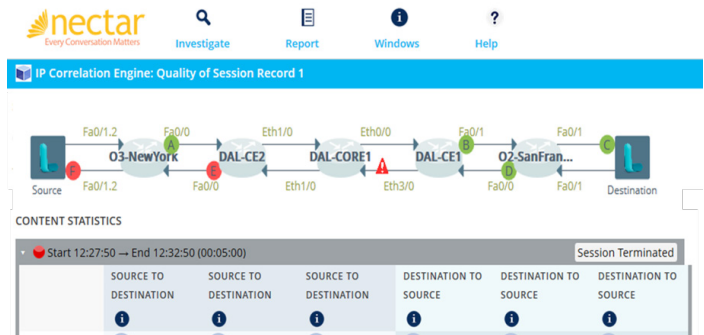 nectar
Every Conversation Matters
Investigate Report Windows Help
IP Correlation Engine: Quality of Session Record 1
Fa0/1.2 Fa0/0 Eth1/0 Eth0/0 Fa0/1 Fa0/1
A B C
O3-NewYork DAL-CE2 DAL-CORE1 DAL-CE1 O2-SanFran...
F E D
Source Fa0/1.2 Fa0/0 Eth1/0 Eth3/0 Fa0/0 Fa0/1 Destination
CONTENT STATISTICS
Start 12:27:50 → End 12:32:50 (00:05:00) Session Terminated
SOURCE TO SOURCE TO SOURCE TO DESTINATION TO DESTINATION TO DESTINATION TO
DESTINATION DESTINATION DESTINATION SOURCE SOURCE SOURCE